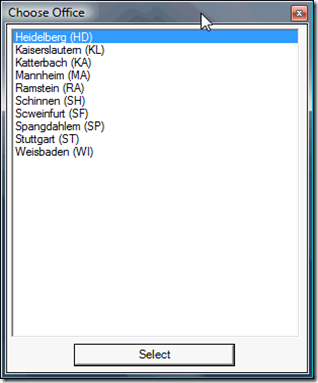 Choose Office
Heidelberg (HD)
Kaiserslautern (KL)
Katterbach (KA)
Mannheim (MA)
Ramstein (RA)
Schinnen (SH)
Scweinfurt (SF)
Spangdahlem (SP)
Stuttgart (ST)
Weisbaden (WI)
Select